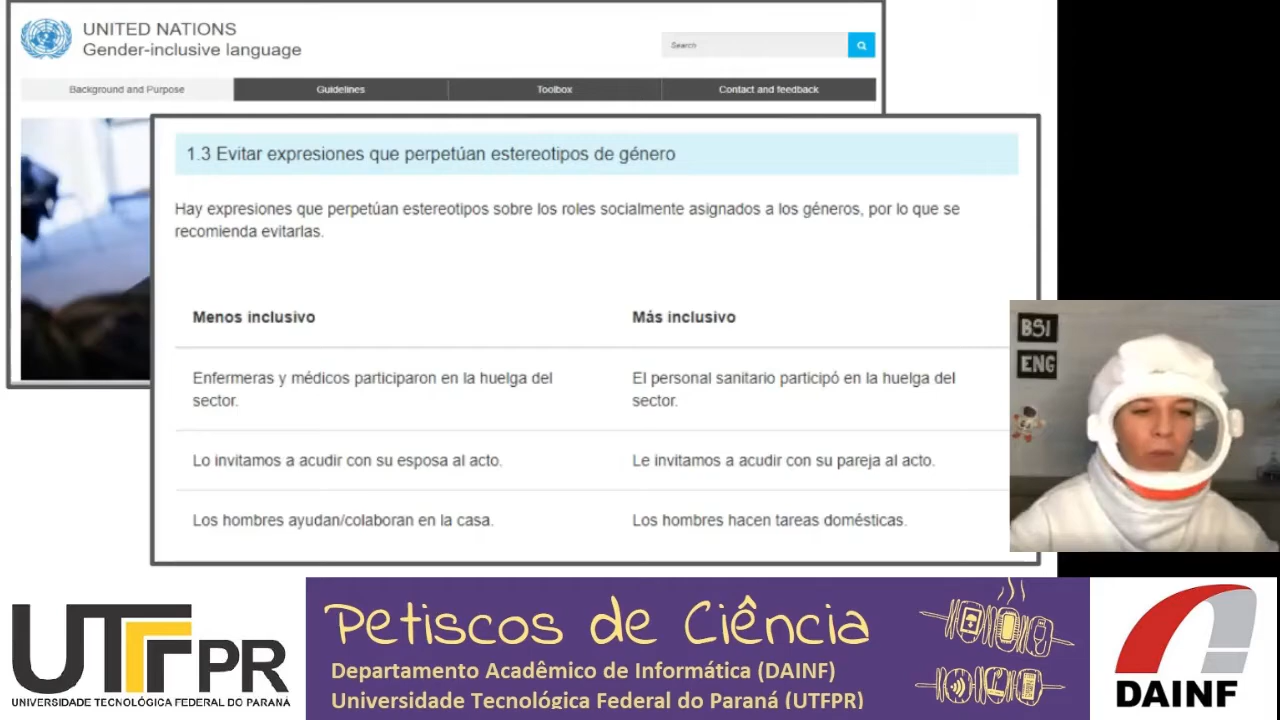 UNITED NATIONS
Gender-inclusive language
Search
Background and Purpose
Guidelines
Toolbox
Contact and feedback
1.3 Evitar expresiones que perpetúan estereotipos de género
Hay expresiones que perpetúan estereotipos sobre los roles socialmente asignados a los géneros, por lo que se
recomienda evitarlas.
Menos inclusivo
Más inclusivo
Enfermeras y médicos participaron en la huelga del
sector.
El personal sanitario participó en la huelga del
sector.
Lo invitamos a acudir con su esposa al acto.
Le invitamos a acudir con su pareja al acto.
Los hombres ayudan/colaboran en la casa.
Los hombres hacen tareas domésticas.
BSI
ENG
UTFPR
UNIVERSIDADE TECNOLÓGICA FEDERAL DO PARANÁ
Petiscos de Ciência
Departamento Acadêmico de Informática (DAINF)
Universidade Tecnológica Federal do Paraná (UTFPR)
DAINF